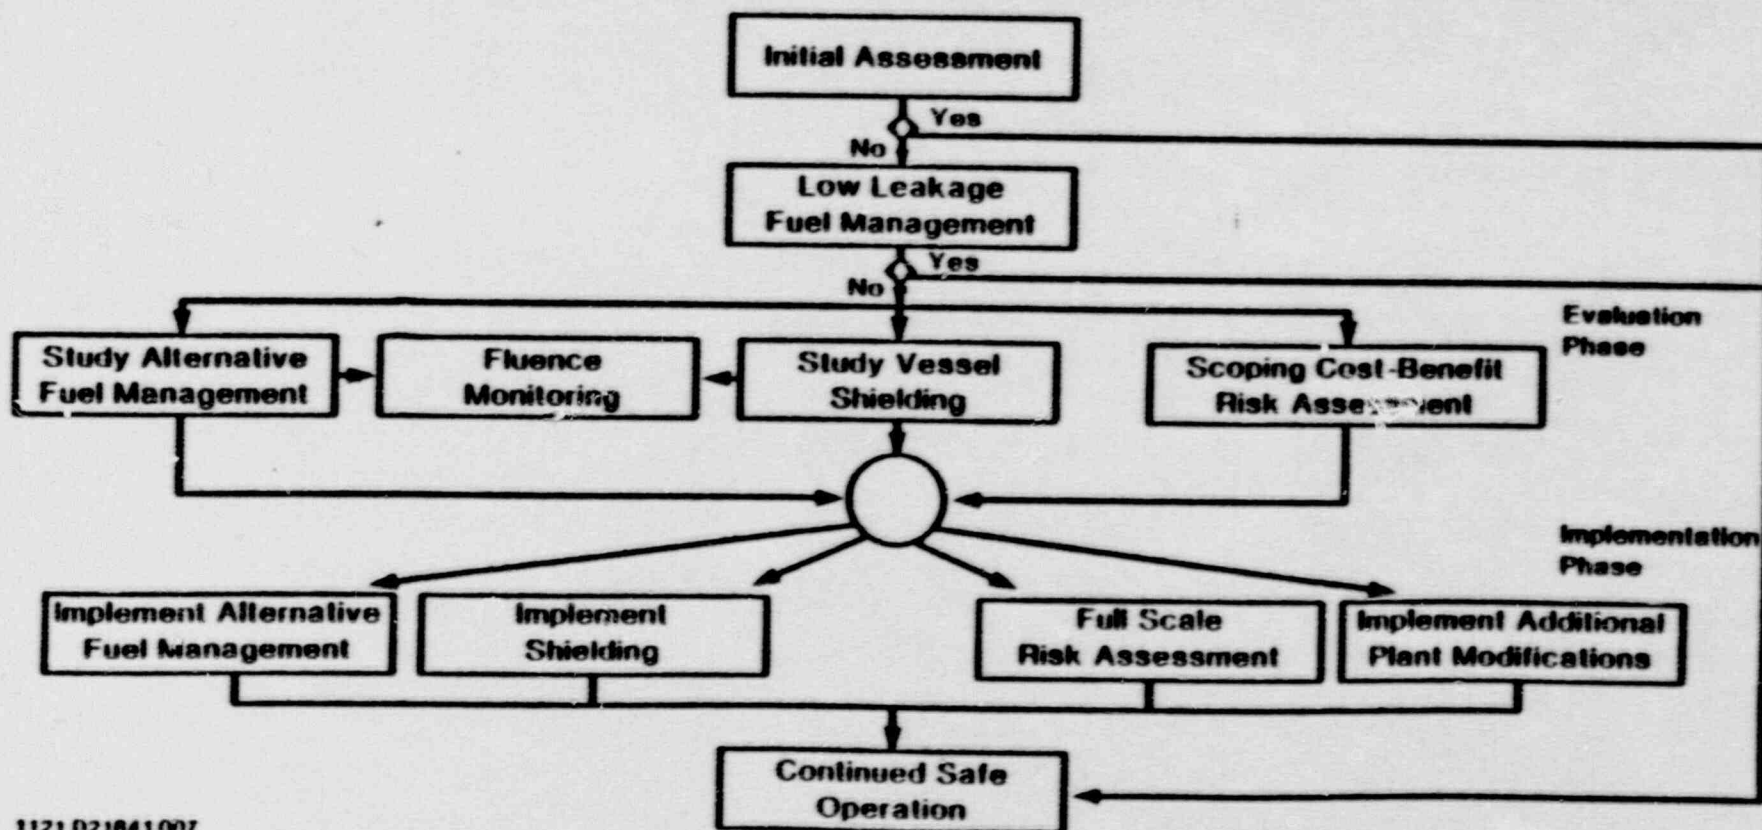 Initial Assessment
Yes
No
Low Leakage
Fuel Management
Yes
No
Evaluation
Phase
Study Alternative
Fuel Management
Fluence
Monitoring
Study Vessel
Shielding
Scoping Cost-Benefit
Risk Assessment
Implementation
Phase
Implement Alternative
Fuel Management
Implement
Shielding
Full Scale
Risk Assessment
Implement Additional
Plant Modifications
Continued Safe
Operation